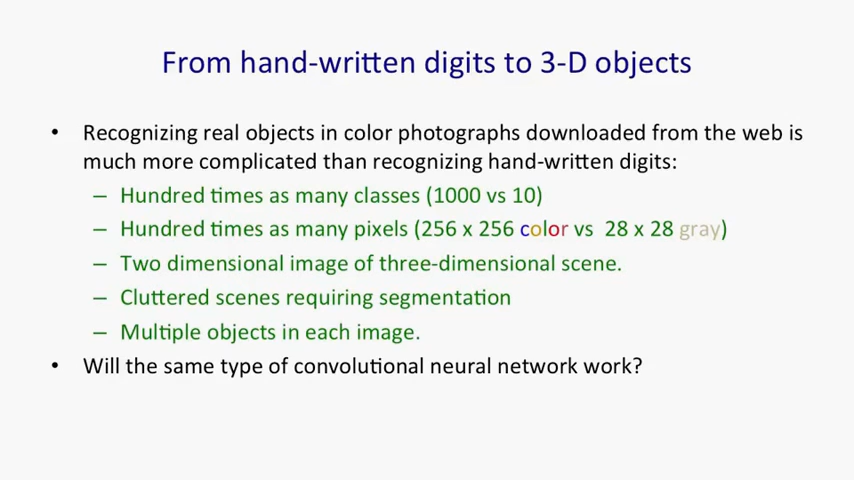 From hand-written digits to 3-D objects
• Recognizing real objects in color photographs downloaded from the web is
much more complicated than recognizing hand-written digits:
– Hundred times as many classes (1000 vs 10)
– Hundred times as many pixels (256 x 256 color vs 28 x 28 gray)
– Two dimensional image of three-dimensional scene.
– Cluttered scenes requiring segmentation
– Multiple objects in each image.
• Will the same type of convolutional neural network work?